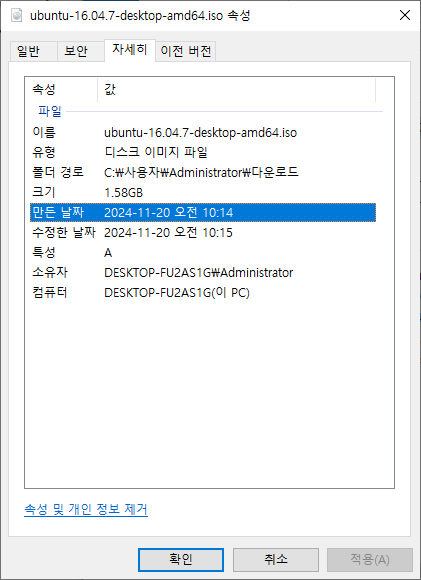 ubuntu-16.04.7-desktop-amd64.iso 속성
일반 보안 자세히 이전 버전
속성 값
파일
이름 ubuntu-16.04.7-desktop-amd64.iso
유형 디스크 이미지 파일
폴더 경로 C:₩사용자₩Administrator₩다운로드
크기 1.58GB
만든 날짜 2024-11-20 오전 10:14
수정한 날짜 2024-11-20 오전 10:15
특성 A
소유자 DESKTOP-FU2AS1G₩Administrator
컴퓨터 DESKTOP-FU2AS1G(이 PC)
속성 및 개인 정보 제거
확인 취소 적용(A)